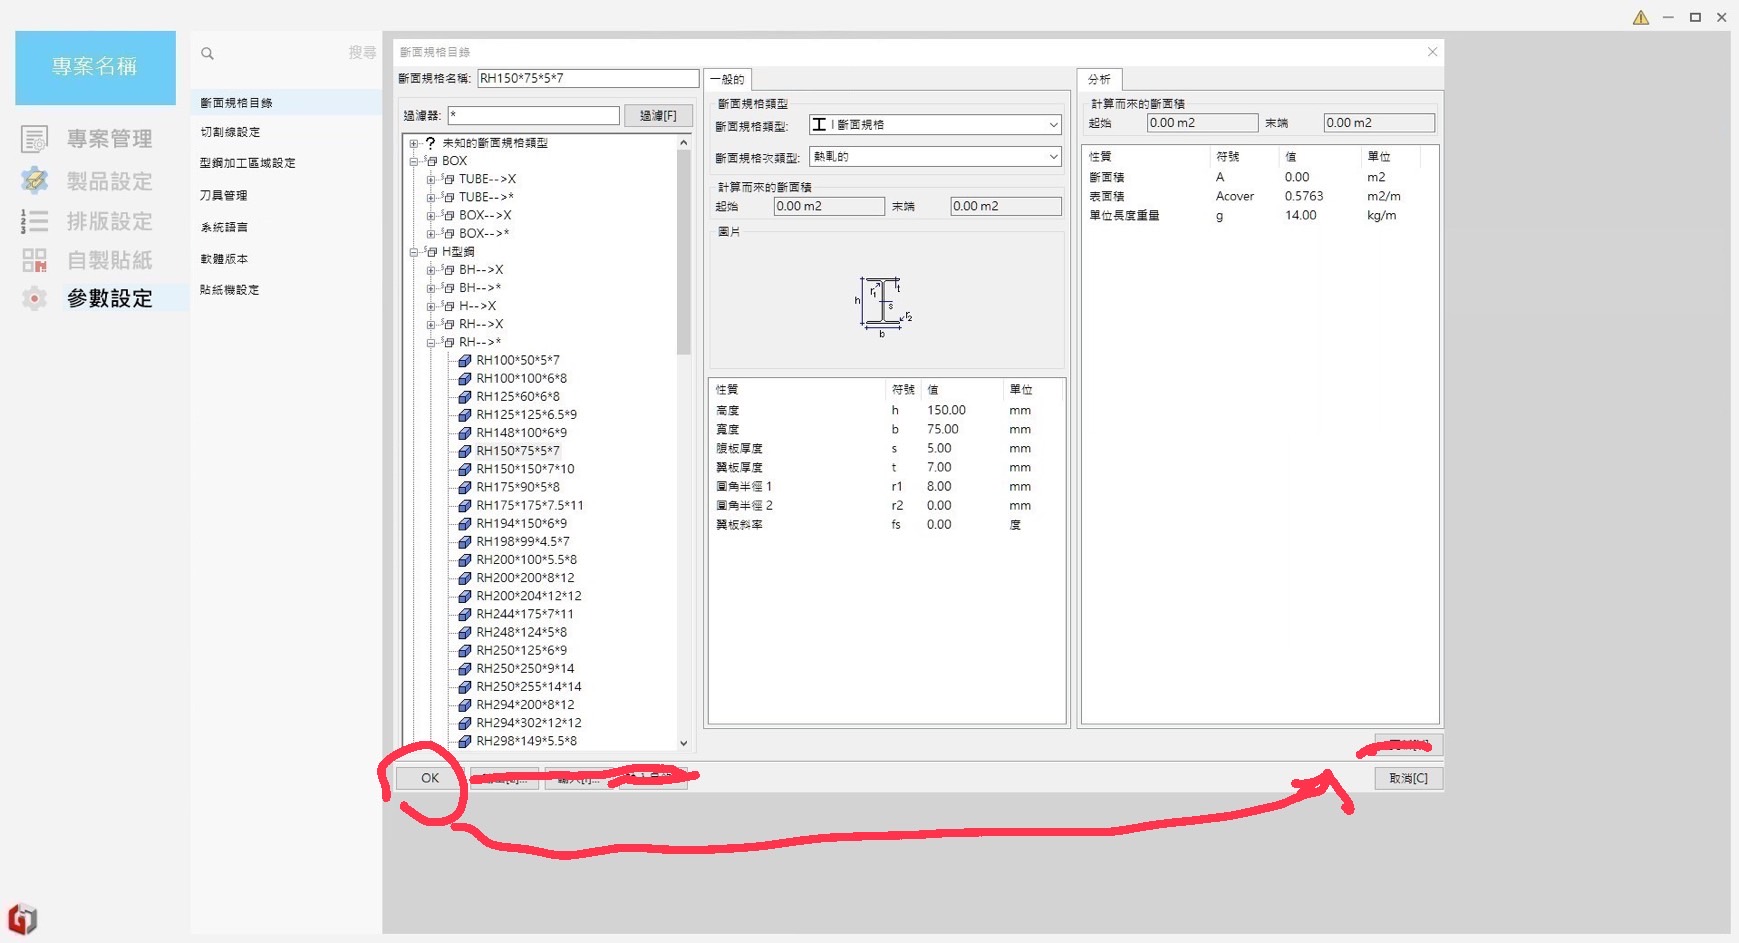 專案名稱
專案管理
製品設定
排版設定
自製貼紙
參數設定
搜尋
斷面規格目錄
切割線設定
型鋼加工區域設定
刀具管理
系統語言
軟體版本
貼紙機設定
斷面規格目錄
斷面規格名稱: RH150*75*5*7
過濾器: * 過濾[F]
? 未知的斷面規格類型
BOX
TUBE-->X
TUBE-->*
BOX-->X
BOX-->*
H型鋼
BH-->X
BH-->*
H-->X
RH-->X
RH-->*
RH100*50*5*7
RH100*100*6*8
RH125*60*6*8
RH125*125*6.5*9
RH148*100*6*9
RH150*75*5*7
RH150*150*7*10
RH175*90*5*8
RH175*175*7.5*11
RH194*150*6*9
RH198*99*4.5*7
RH200*100*5.5*8
RH200*200*8*12
RH200*204*12*12
RH244*175*7*11
RH248*124*5*8
RH250*125*6*9
RH250*250*9*14
RH250*255*14*14
RH294*200*8*12
RH294*302*12*12
RH298*149*5.5*8
一般的
斷面規格類型
斷面規格類型: I 斷面規格
斷面規格次類型: 熱軋的
計算而來的斷面積
起始 0.00 m2 末端 0.00 m2
圖片
h r1 t s r2 b
性質 符號 值 單位
高度 h 150.00 mm
寬度 b 75.00 mm
腹板厚度 s 5.00 mm
翼板厚度 t 7.00 mm
圓角半徑 1 r1 8.00 mm
圓角半徑 2 r2 0.00 mm
翼板斜率 fs 0.00 度
分析
計算而來的斷面積
起始 0.00 m2 末端 0.00 m2
性質 符號 值 單位
斷面積 A 0.00 m2
表面積 Acover 0.5763 m2/m
單位長度重量 g 14.00 kg/m
OK
取消[C]